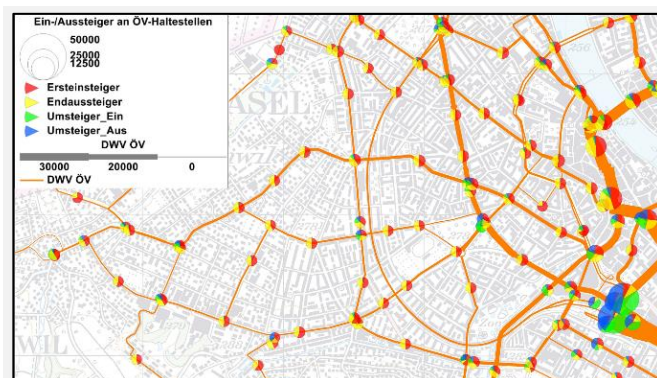 Ein-/Aussteiger an ÖV-Haltestellen
50000
25000
12500
Ersteinsteiger
Endaussteiger
Umsteiger_Ein
Umsteiger_Aus
DWV ÖV
30000 20000 0
DWV ÖV
ASEL
WIL